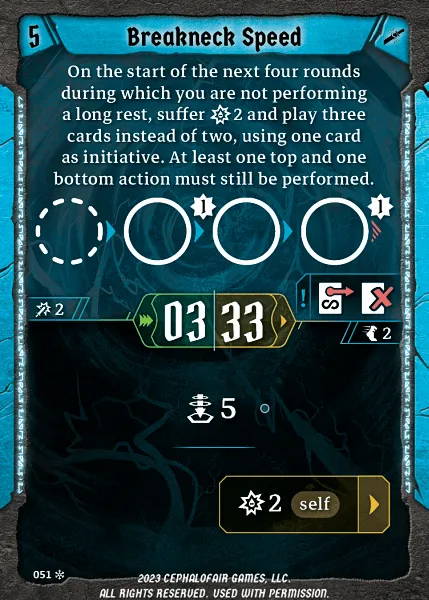 5
Breakneck Speed
On the start of the next four rounds
during which you are not performing
a long rest, suffer 2 and play three
cards instead of two, using one card
as initiative. At least one top and one
bottom action must still be performed.
1
1
2
03 33
!
2
5
2 self
051
2023 CEPHALOFAIR GAMES, LLC.
ALL RIGHTS RESERVED. USED WITH PERMISSION.